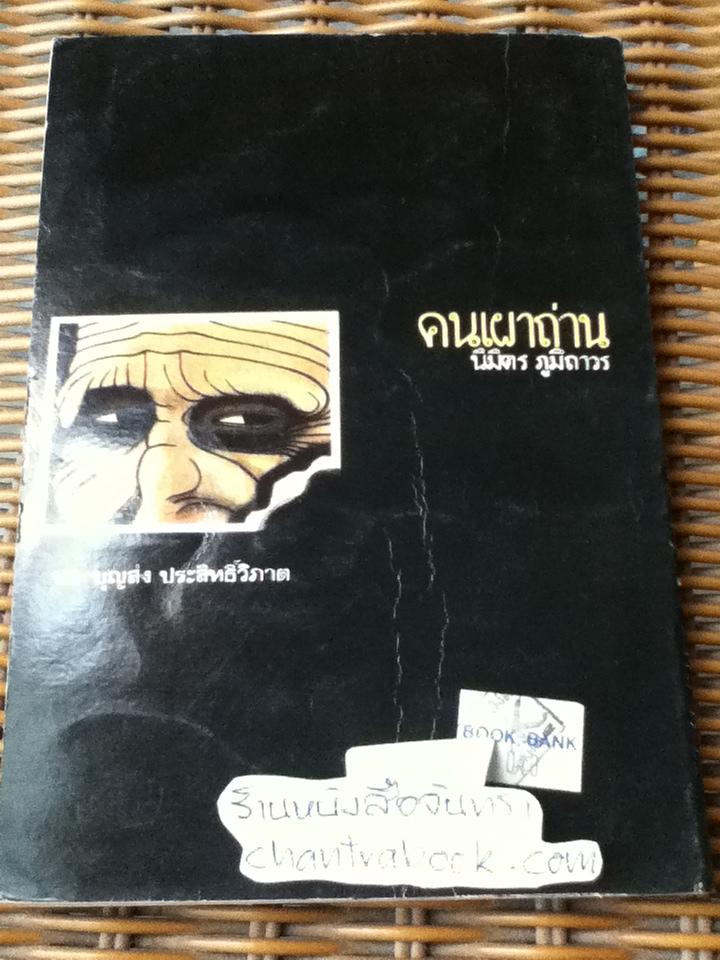 คนเผาถ่าน
นิมิตร ภูมิถาวร
บุญส่ง ประสิทธิ์วิภาต
BOOK BANK
ร้านหนังสือจันทรา
chantrabook.com